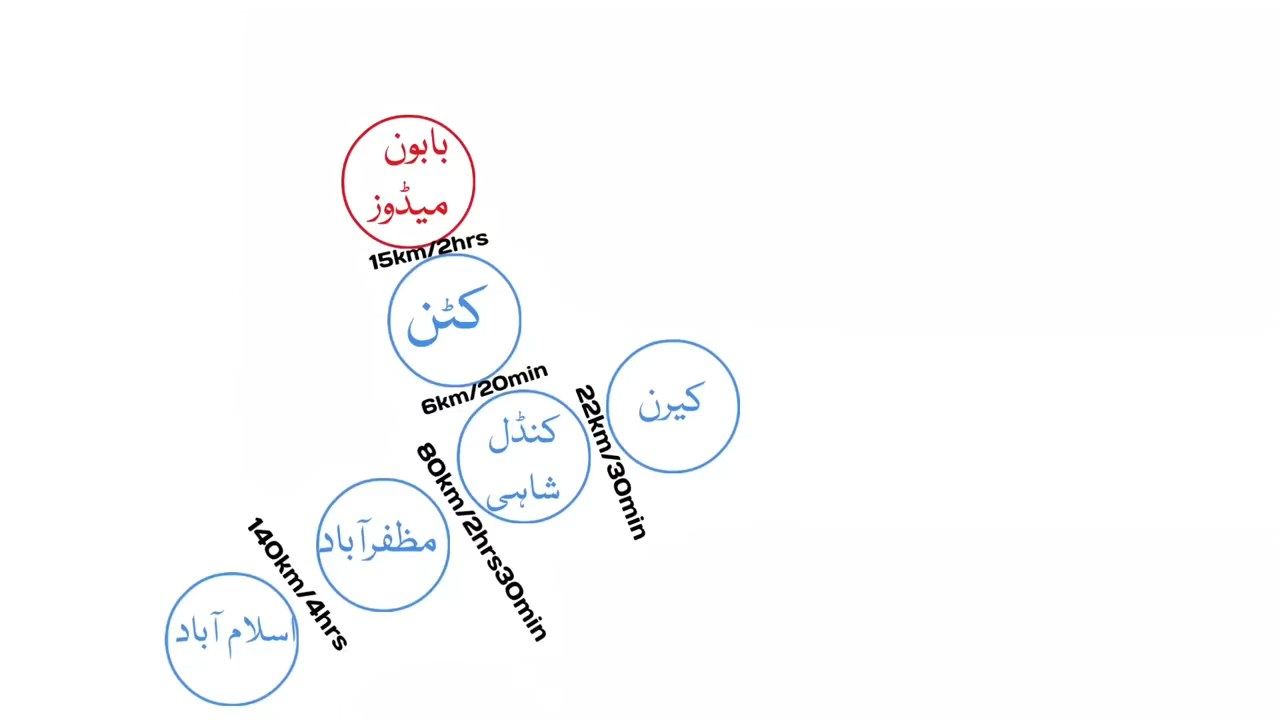 بابون
میڈوز
15km/2hrs
کٹن
6km/20min
کیرن
22km/30min
کنڈل
شاہی
80km/2hrs30min
مظفرآباد
140km/4hrs
اسلام آباد